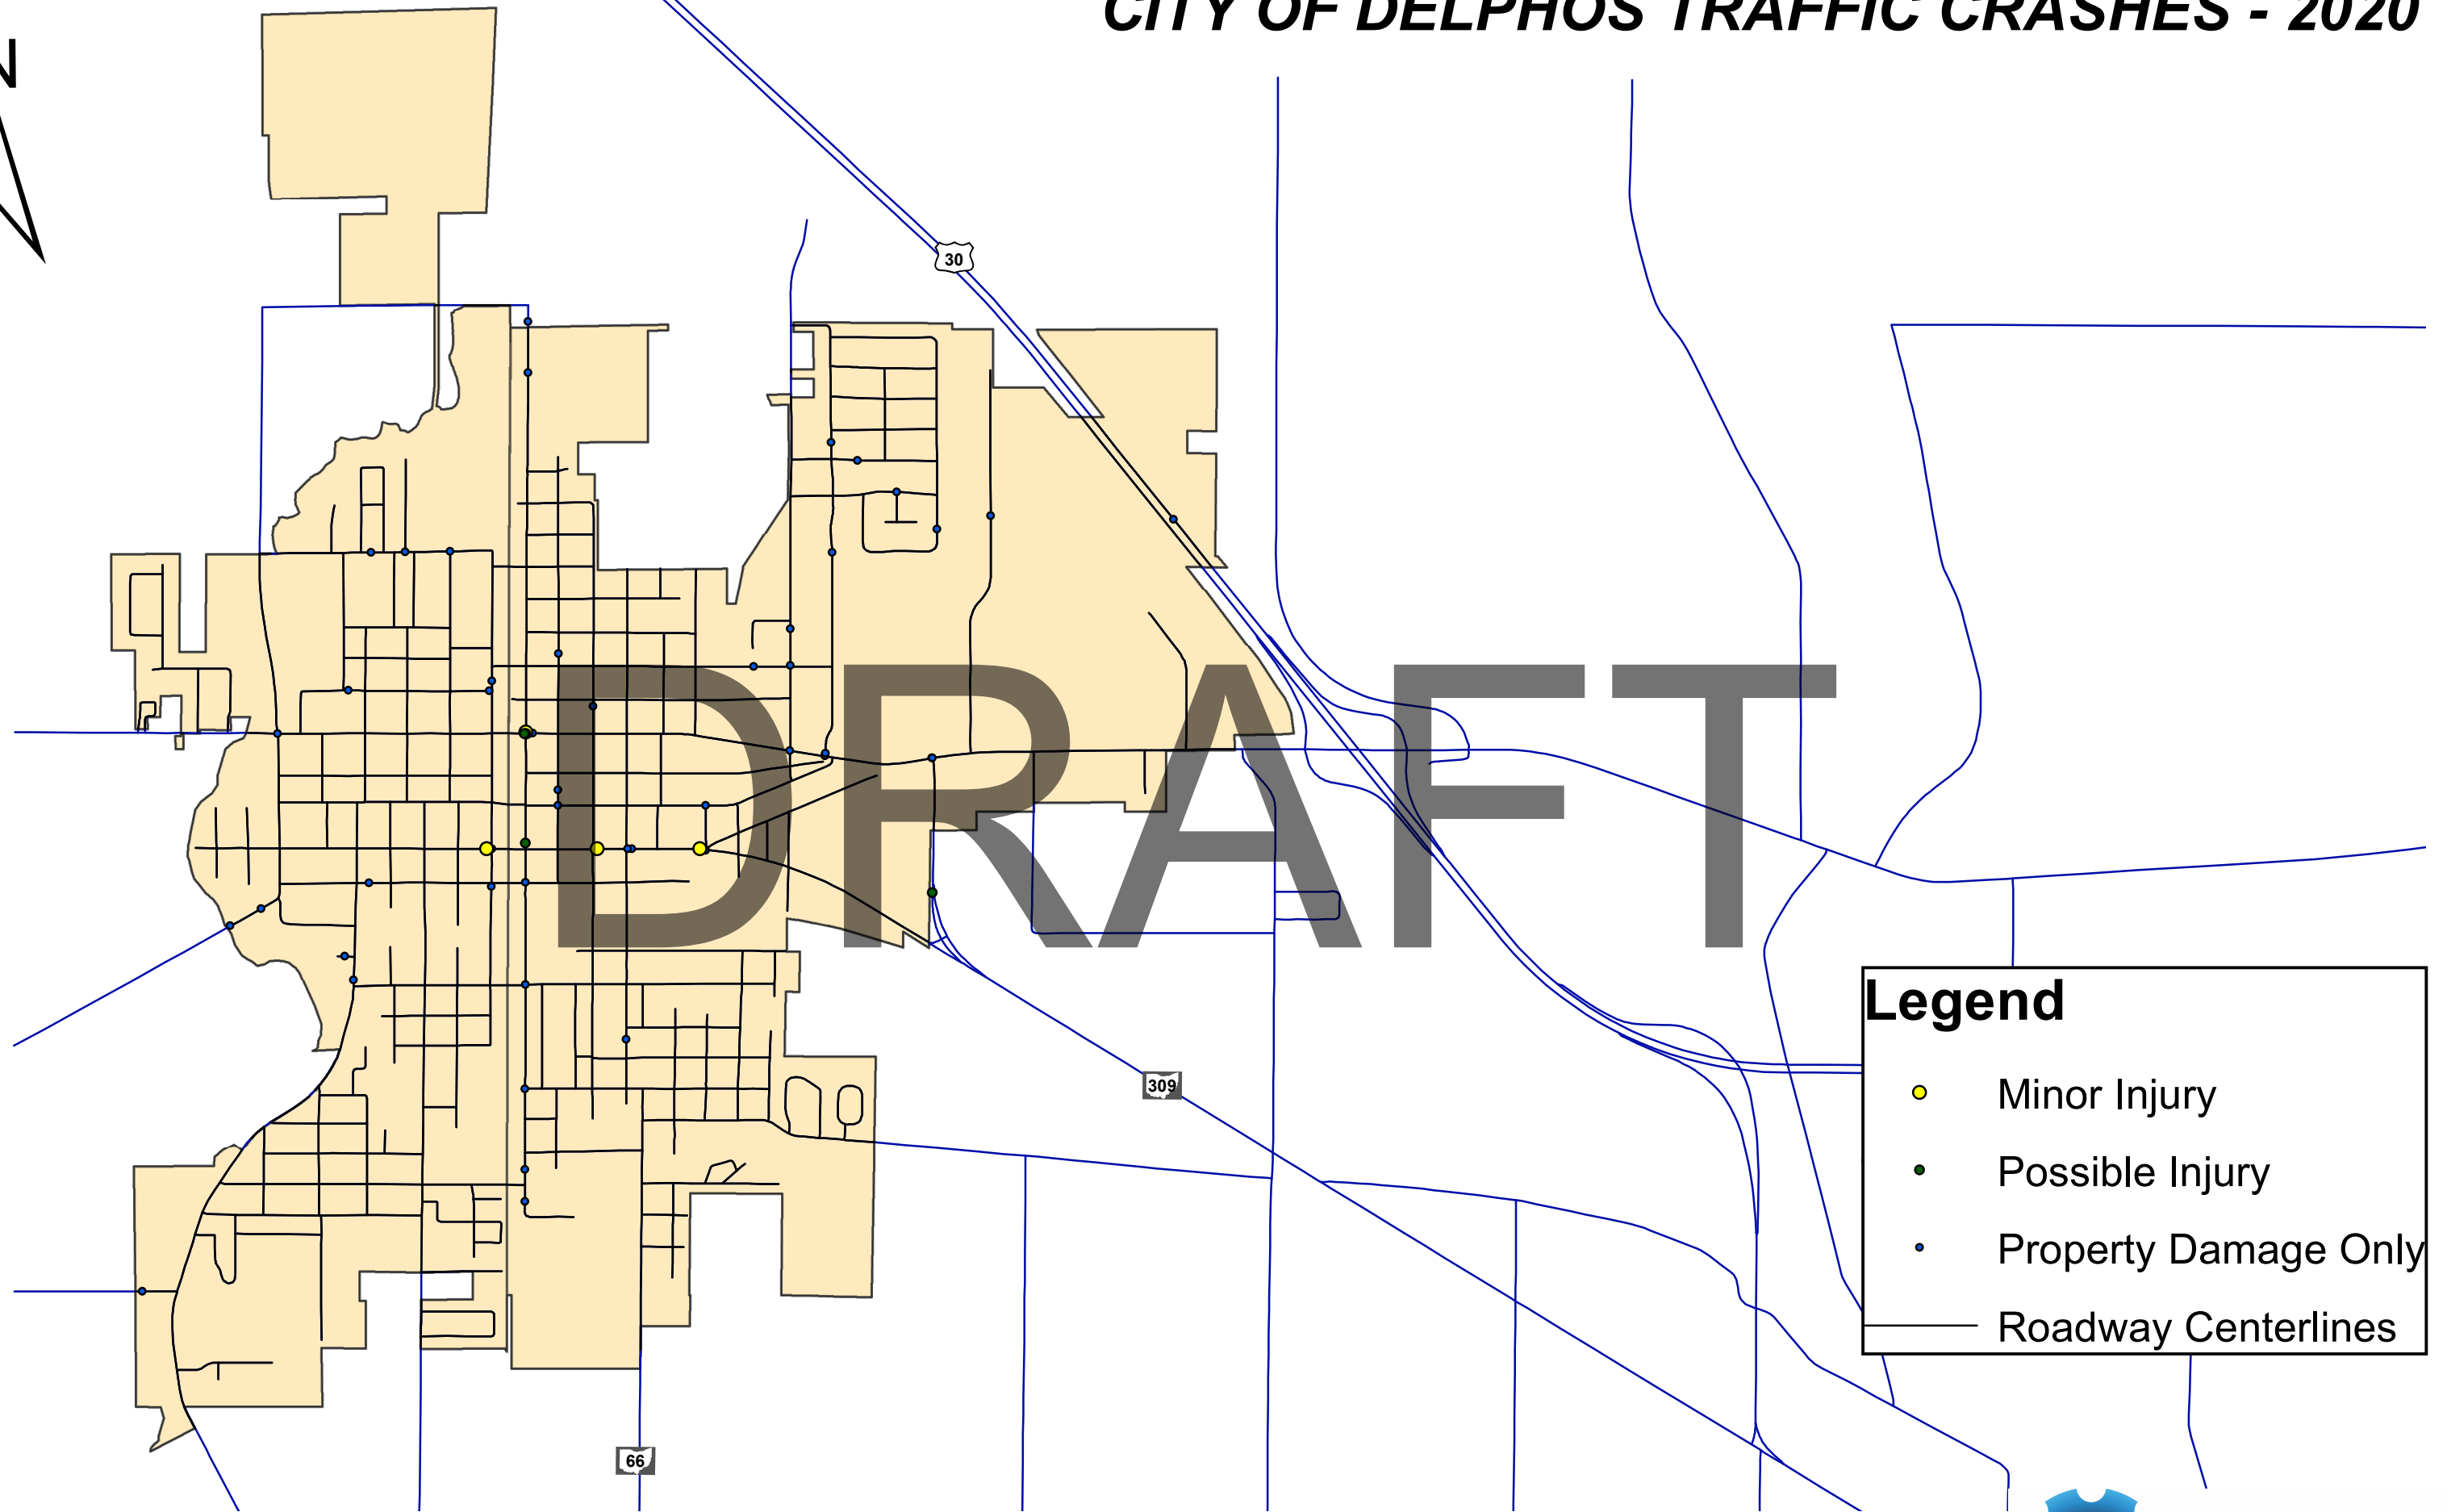 CITY OF DELPHOS TRAFFIC CRASHES - 2020
N
30
DRAFT
Legend
Minor Injury
Possible Injury
Property Damage Only
Roadway Centerlines
309
66